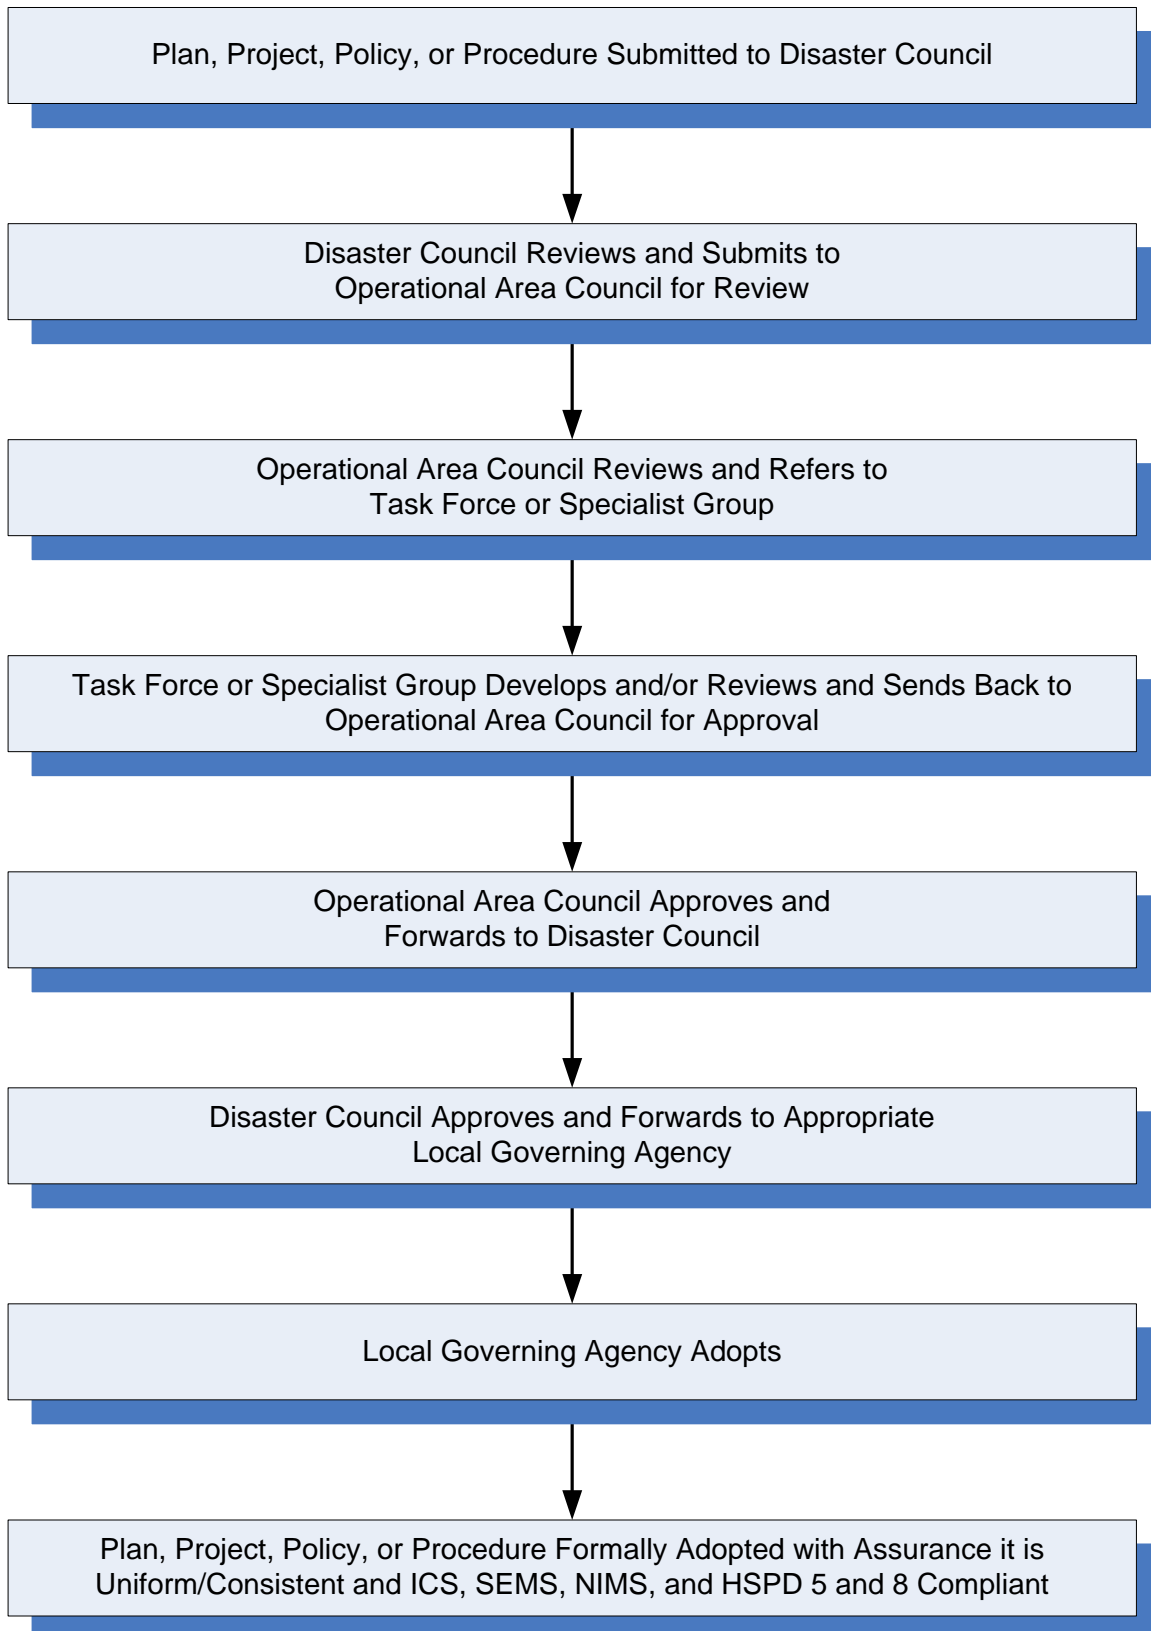 Plan, Project, Policy, or Procedure Submitted to Disaster Council
Disaster Council Reviews and Submits to
Operational Area Council for Review
Operational Area Council Reviews and Refers to
Task Force or Specialist Group
Task Force or Specialist Group Develops and/or Reviews and Sends Back to
Operational Area Council for Approval
Operational Area Council Approves and
Forwards to Disaster Council
Disaster Council Approves and Forwards to Appropriate
Local Governing Agency
Local Governing Agency Adopts
Plan, Project, Policy, or Procedure Formally Adopted with Assurance it is
Uniform/Consistent and ICS, SEMS, NIMS, and HSPD 5 and 8 Compliant